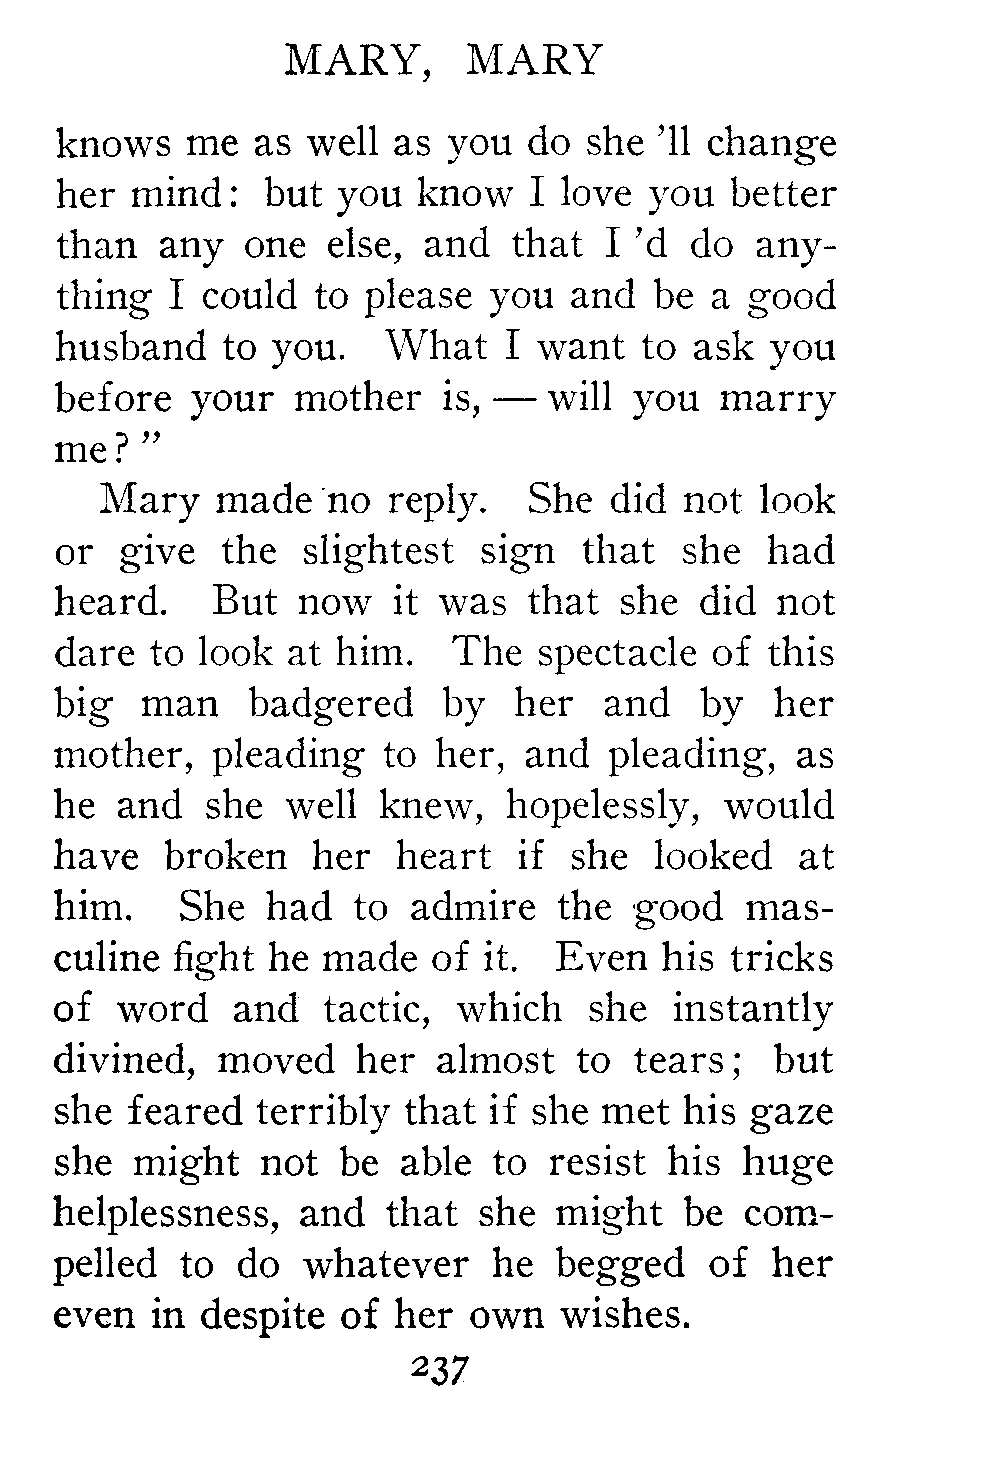 MARY, MARY
knows me as well as you do she 'll change
her mind: but you know I love you better
than any one else, and that I 'd do any-
thing I could to please you and be a good
husband to you. What I want to ask you
before your mother is, — will you marry
me?"
Mary made no reply. She did not look
or give the slightest sign that she had
heard. But now it was that she did not
dare to look at him. The spectacle of this
big man badgered by her and by her
mother, pleading to her, and pleading, as
he and she well knew, hopelessly, would
have broken her heart if she looked at
him. She had to admire the good mas-
culine fight he made of it. Even his tricks
of word and tactic, which she instantly
divined, moved her almost to tears; but
she feared terribly that if she met his gaze
she might not be able to resist his huge
helplessness, and that she might be com-
pelled to do whatever he begged of her
even in despite of her own wishes.
237